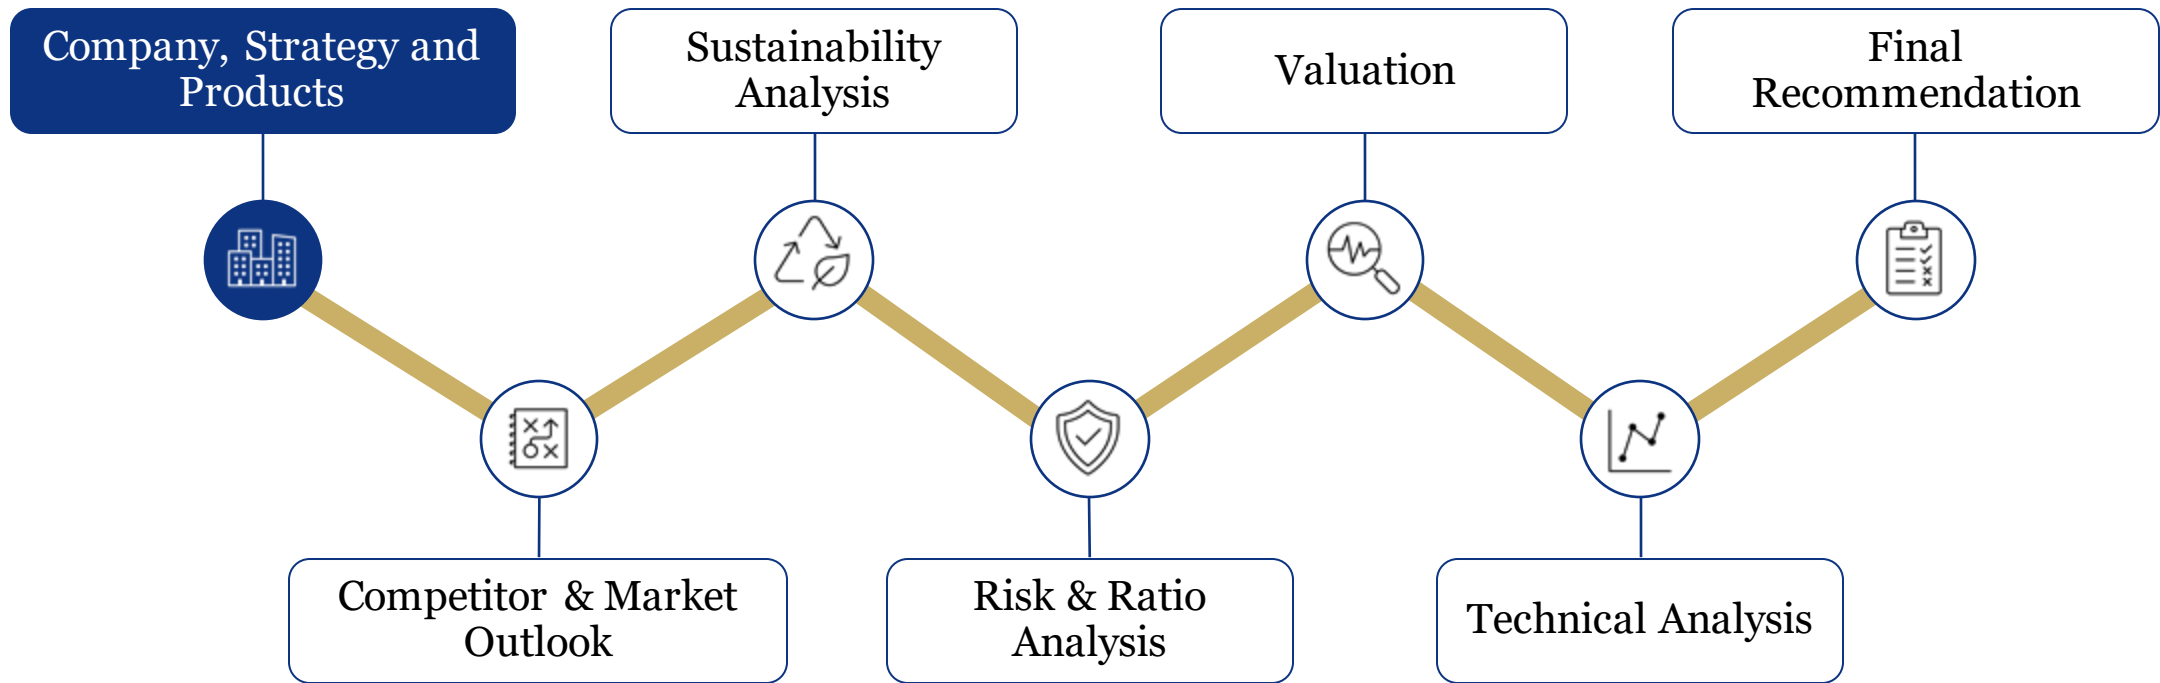 Company, Strategy and
Products
Sustainability
Analysis
Valuation
Final
Recommendation
Competitor & Market
Outlook
Risk & Ratio
Analysis
Technical Analysis